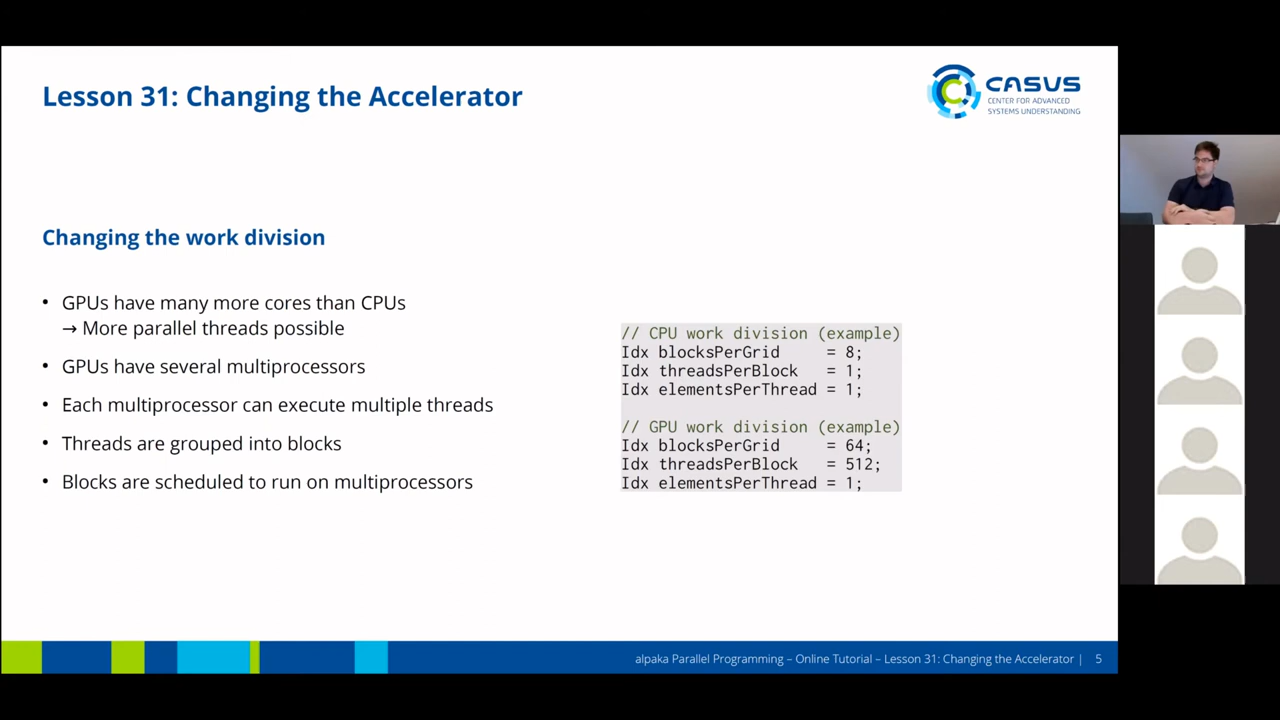 Lesson 31: Changing the Accelerator
CASUS
CENTER FOR ADVANCED
SYSTEMS UNDERSTANDING
Changing the work division
• GPUs have many more cores than CPUs
→ More parallel threads possible
• GPUs have several multiprocessors
• Each multiprocessor can execute multiple threads
• Threads are grouped into blocks
• Blocks are scheduled to run on multiprocessors
// CPU work division (example)
Idx blocksPerGrid     = 8;
Idx threadsPerBlock   = 1;
Idx elementsPerThread = 1;
// GPU work division (example)
Idx blocksPerGrid     = 64;
Idx threadsPerBlock   = 512;
Idx elementsPerThread = 1;
alpaka Parallel Programming – Online Tutorial – Lesson 31: Changing the Accelerator | 5